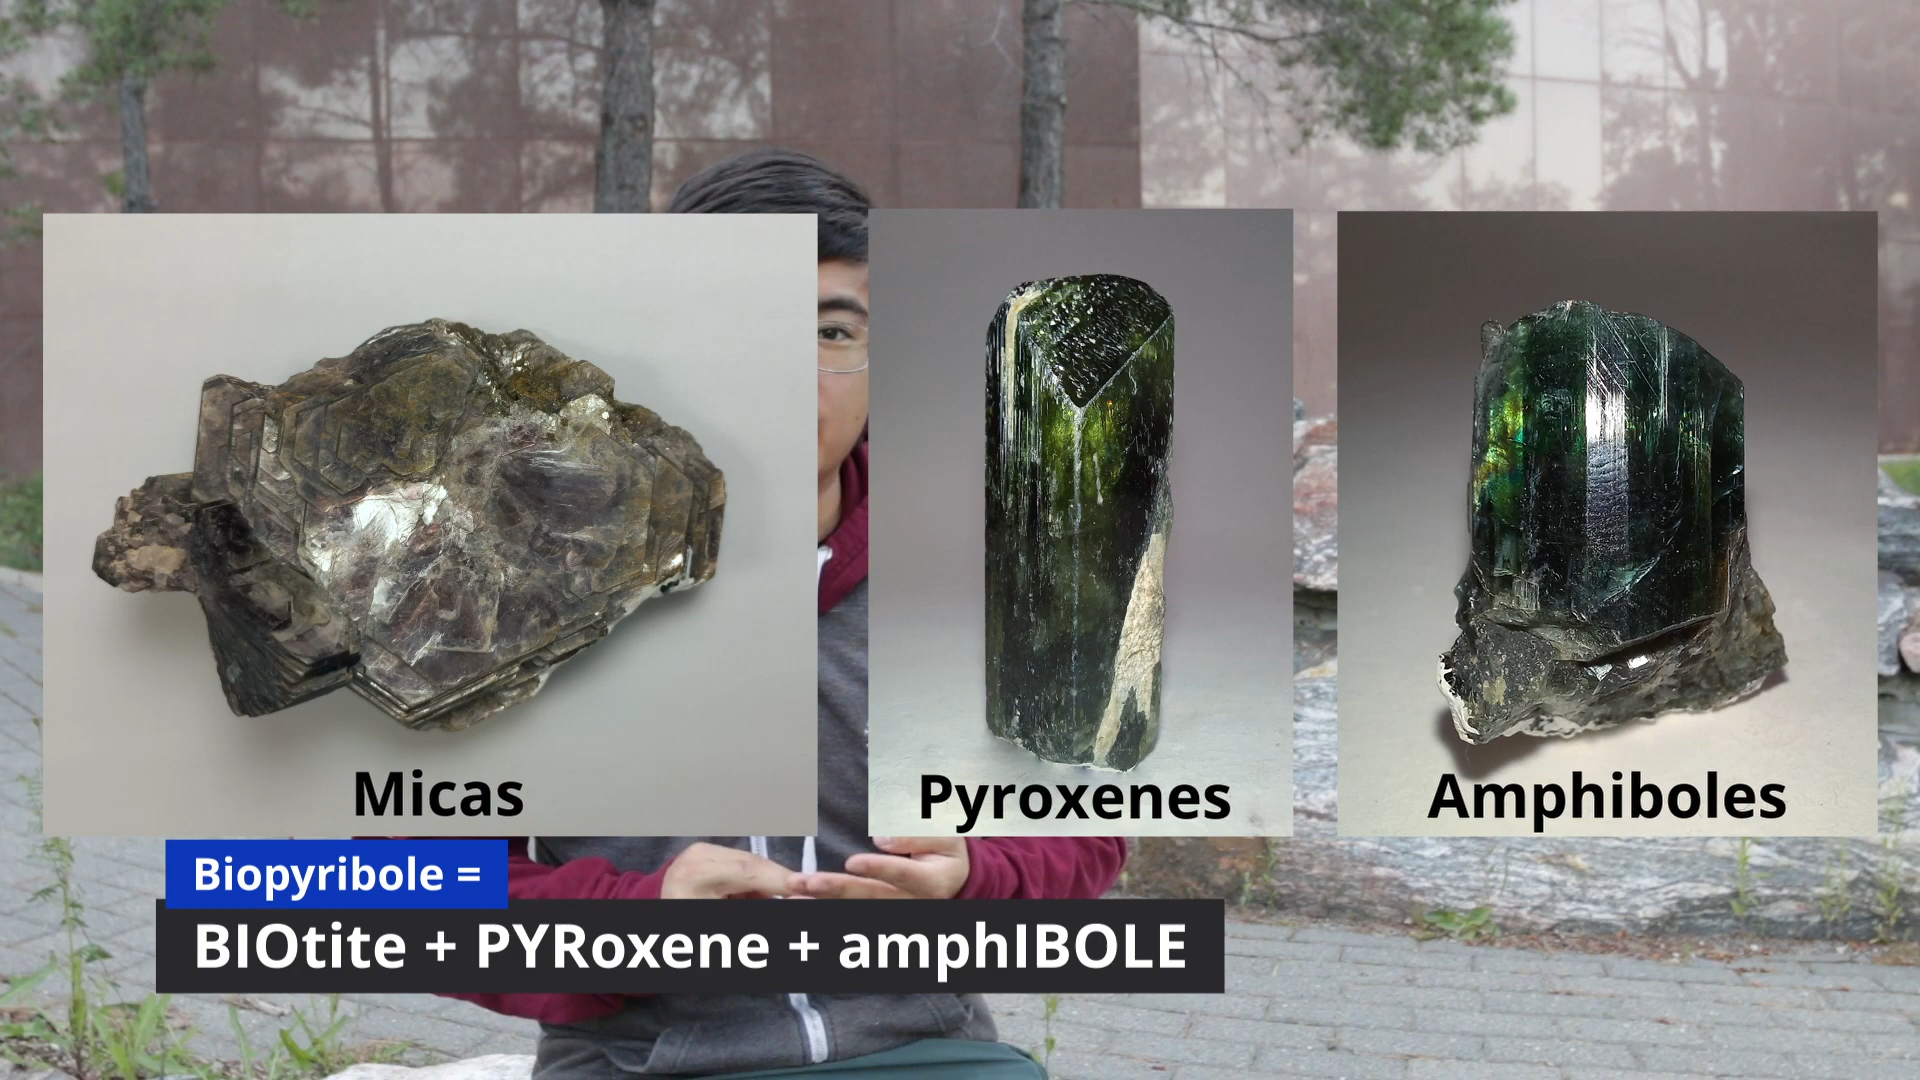 Micas
Pyroxenes
Amphiboles
Biopyribole =
BIOtite + PYRoxene + amphIBOLE